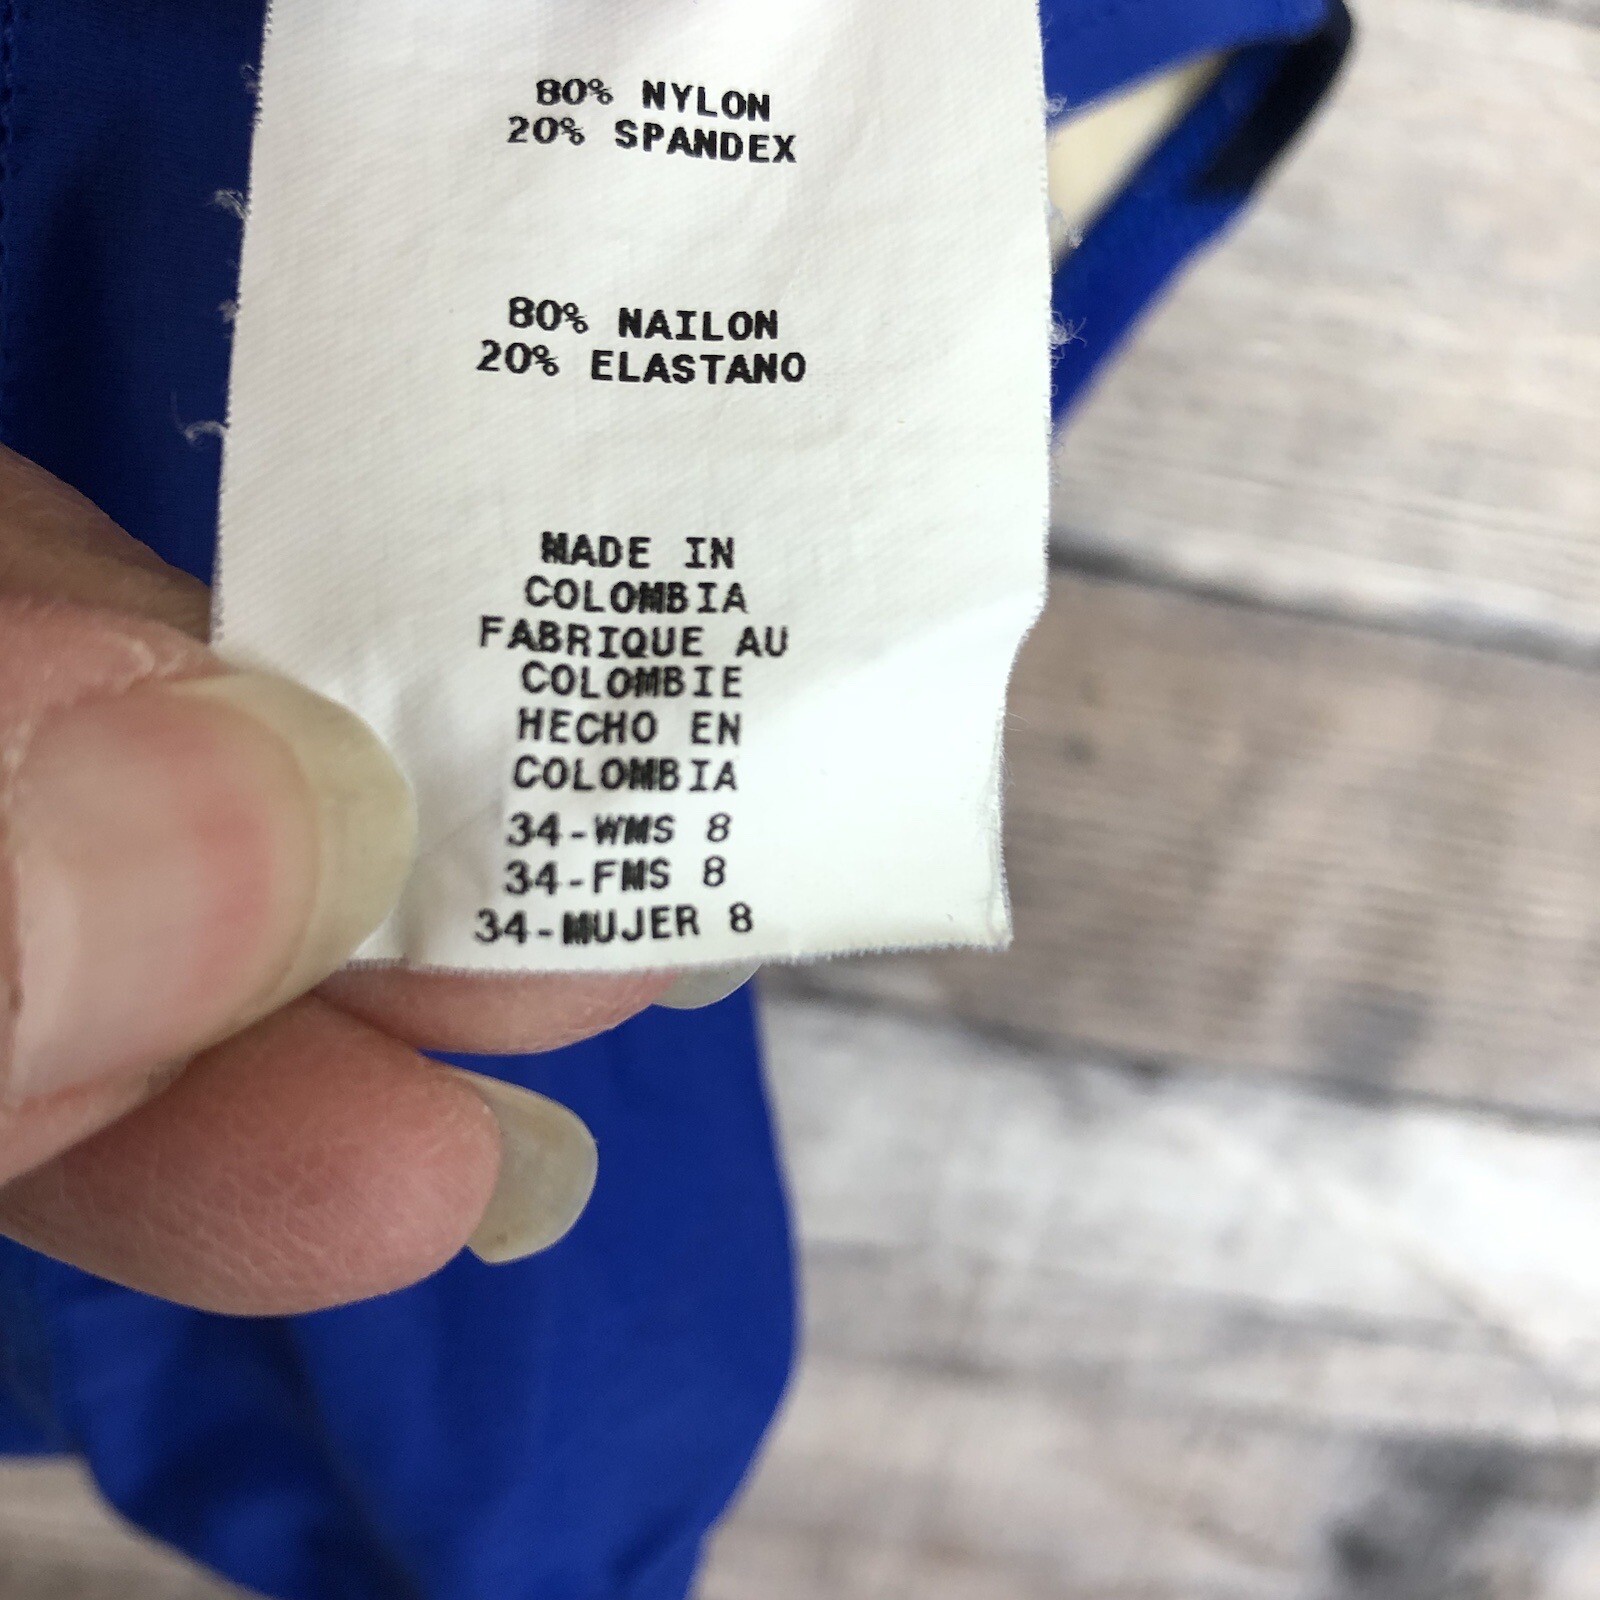 80% NYLON
20% SPANDEX
80% NAILON
20% ELASTANO
MADE IN
COLOMBIA
FABRIQUE AU
COLOMBIE
HECHO EN
COLOMBIA
34-WMS 8
34-FMS 8
34-MUJER 8